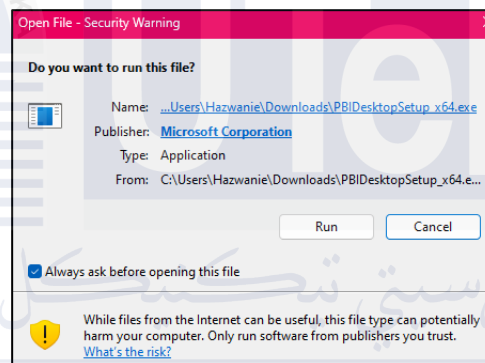 Open File - Security Warning
Do you want to run this file?
Name: ...Users\Hazwanie\Downloads\PBIDesktopSetup_x64.exe
Publisher: Microsoft Corporation
Type: Application
From: C:\Users\Hazwanie\Downloads\PBIDesktopSetup_x64.e...
Run Cancel
Always ask before opening this file
While files from the Internet can be useful, this file type can potentially
harm your computer. Only run software from publishers you trust.
What's the risk?